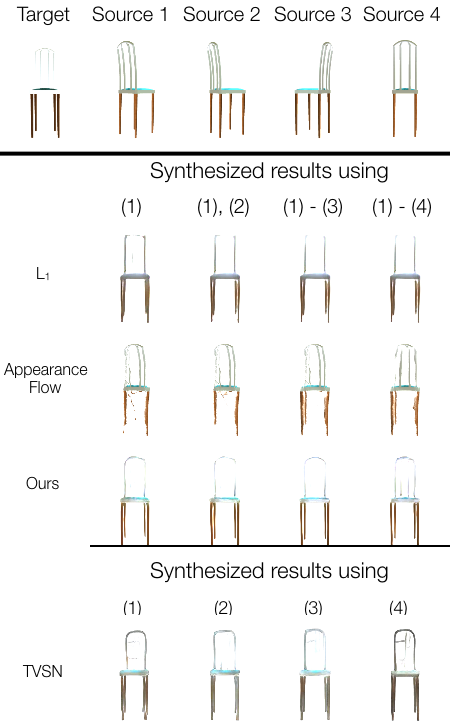 Target Source 1 Source 2 Source 3 Source 4
Synthesized results using
(1) (1), (2) (1) - (3) (1) - (4)
L₁
Appearance
Flow
Ours
Synthesized results using
(1) (2) (3) (4)
TVSN